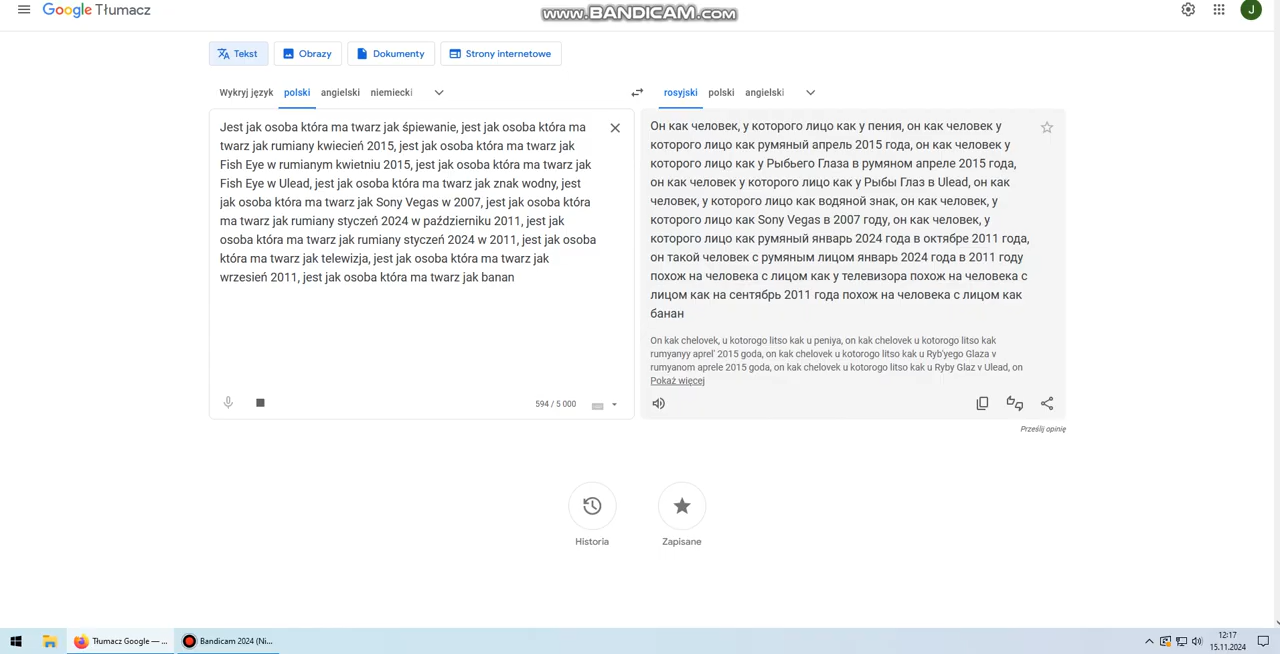 Google Tłumacz
www.BANDICAM.com
J
Tekst
Obrazy
Dokumenty
Strony internetowe
Wykryj język
polski
angielski
niemiecki
rosyjski
polski
angielski
Jest jak osoba która ma twarz jak śpiewanie, jest jak osoba która ma
twarz jak rumiany kwiecień 2015, jest jak osoba która ma twarz jak
Fish Eye w rumianym kwietniu 2015, jest jak osoba która ma twarz jak
Fish Eye w Ulead, jest jak osoba która ma twarz jak znak wodny, jest
jak osoba która ma twarz jak Sony Vegas w 2007, jest jak osoba która
ma twarz jak rumiany styczeń 2024 w październiku 2011, jest jak
osoba która ma twarz jak rumiany styczeń 2024 w 2011, jest jak osoba
która ma twarz jak telewizja, jest jak osoba która ma twarz jak
wrzesień 2011, jest jak osoba która ma twarz jak banan
594 / 5 000
Он как человек, у которого лицо как у пения, он как человек у
которого лицо как румяный апрель 2015 года, он как человек у
которого лицо как у Рыбьего Глаза в румяном апреле 2015 года,
он как человек у которого лицо как у Рыбы Глаз в Ulead, он как
человек, у которого лицо как водяной знак, он как человек, у
которого лицо как Sony Vegas в 2007 году, он как человек, у
которого лицо как румяный январь 2024 года в октябре 2011 года,
он такой человек с румяным лицом январь 2024 года в 2011 году
похож на человека с лицом как у телевизора похож на человека с
лицом как на сентябрь 2011 года похож на человека с лицом как
банан
On kak chelovek, u kotorogo litso kak u peniya, on kak chelovek u kotorogo litso kak
rumyanyy aprel' 2015 goda, on kak chelovek u kotorogo litso kak u Ryb'yego Glaza v
rumyanom aprele 2015 goda, on kak chelovek u kotorogo litso kak u Ryby Glaz v Ulead, on
Pokaż więcej
Prześlij opinię
Historia
Zapisane
Tłumacz Google — ...
Bandicam 2024 (Ni...
12:17
15.11.2024